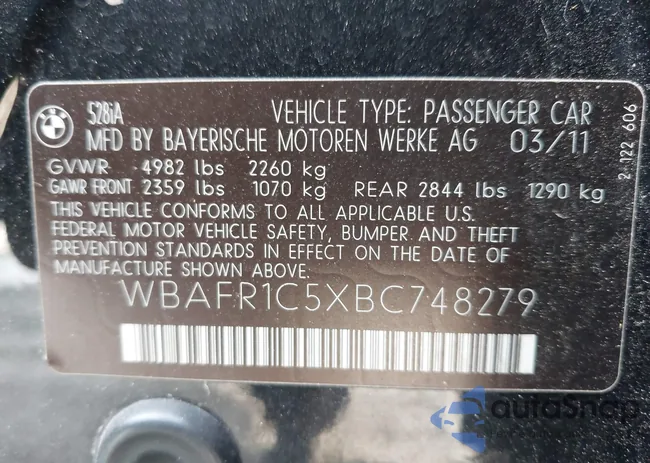 528iA
VEHICLE TYPE: PASSENGER CAR
MFD BY BAYERISCHE MOTOREN WERKE AG 03/11
GVWR 4982 lbs 2260 kg
GAWR FRONT 2359 lbs 1070 kg REAR 2844 lbs 1290 kg
THIS VEHICLE CONFORMS TO ALL APPLICABLE U.S.
FEDERAL MOTOR VEHICLE SAFETY, BUMPER AND THEFT
PREVENTION STANDARDS IN EFFECT ON THE DATE OF
MANUFACTURE SHOWN ABOVE
WBAFR1C5XBC748279
2 122 606
autoSnap